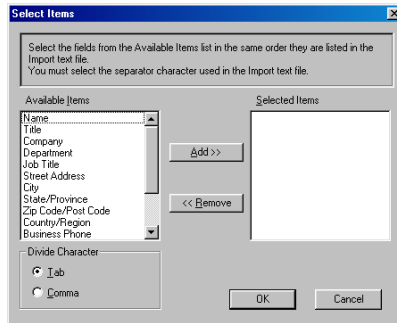 Select Items
Select the fields from the Available Items list in the same order they are listed in the
Import text file.
You must select the separator character used in the Import text file.
Available Items
Selected Items
Name
Title
Company
Department
Job Title
Street Address
City
State/Province
Zip Code/Post Code
Country/Region
Business Phone
Add >>
<< Remove
Divide Character
Tab
Comma
OK
Cancel